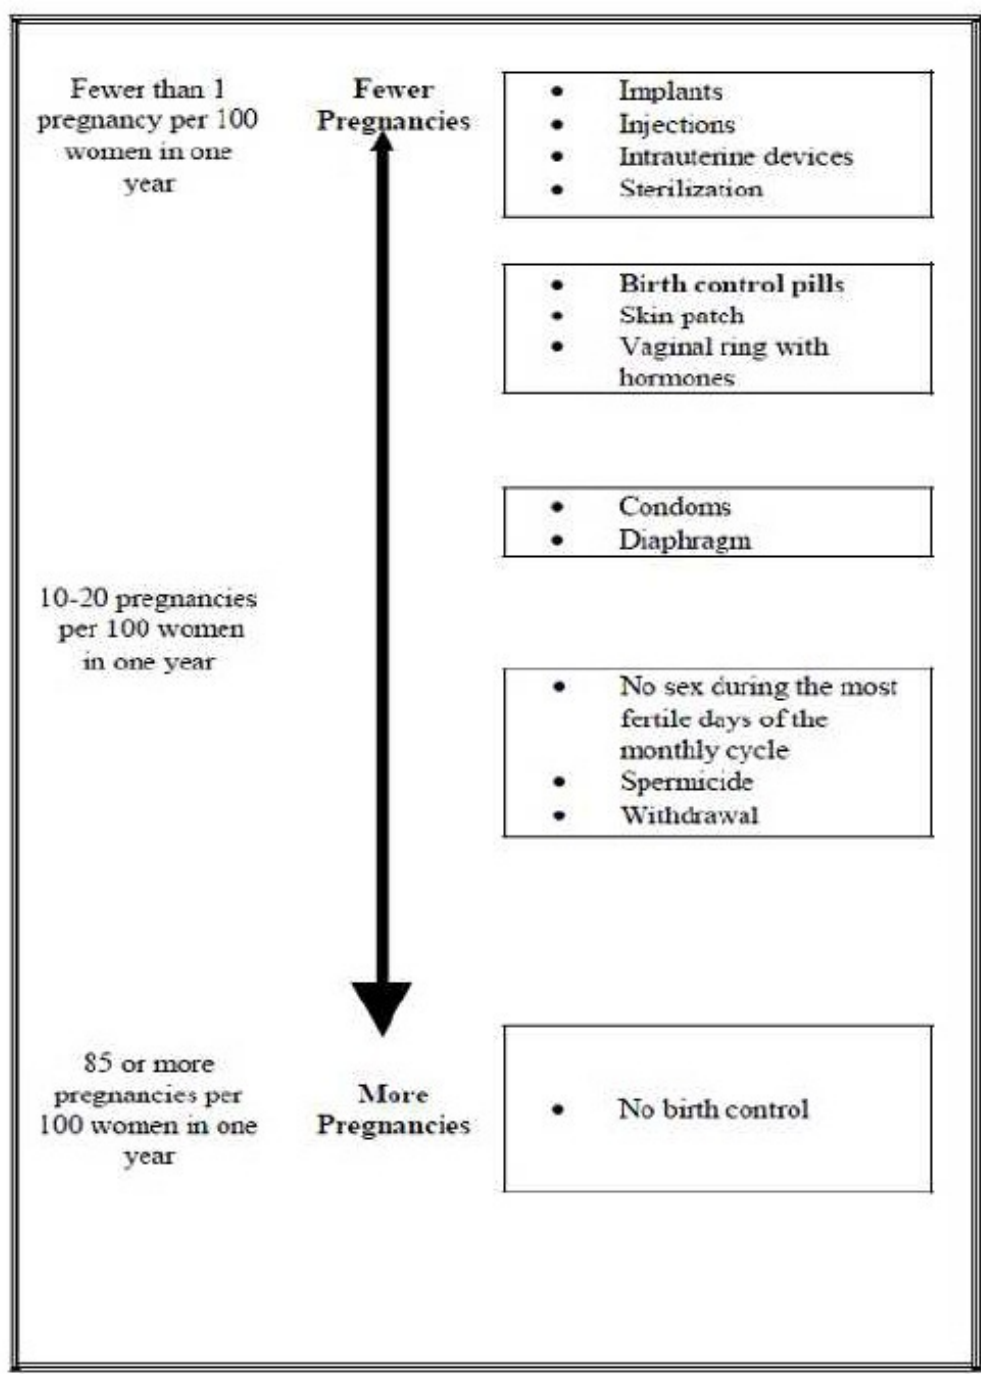 Fewer than 1
pregnancy per 100
women in one
year
Fewer
Pregnancies
• Implants
• Injections
• Intrauterine devices
• Sterilization
• Birth control pills
• Skin patch
• Vaginal ring with
hormones
• Condoms
• Diaphragm
10-20 pregnancies
per 100 women
in one year
• No sex during the most
fertile days of the
monthly cycle
• Spermicide
• Withdrawal
85 or more
pregnancies per
100 women in one
year
More
Pregnancies
• No birth control